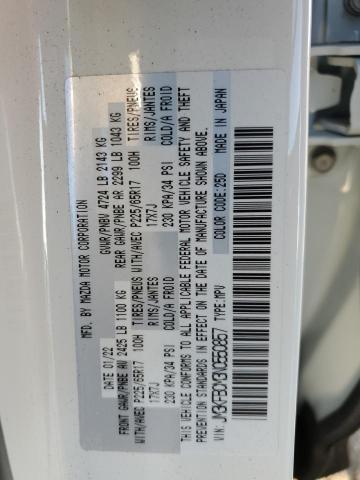 MFD. BY MAZDA MOTOR CORPORATION
DATE 01/22 GVWR/PNBV 4724 LB 2143 KG
FRONT GAWR/PNBE AV 2425 LB 1100 KG REAR GAWR/PNBE AR 2299 LB 1043 KG
WITH/AVEC P225/65R17 100H TIRES/PNEUS WITH/AVEC P225/65R17 100H TIRES/PNEUS
17X7J RIMS/JANTES 17X7J RIMS/JANTES
230 KPA/34 PSI COLD/A FROID 230 KPA/34 PSI COLD/A FROID
THIS VEHICLE CONFORMS TO ALL APPLICABLE FEDERAL MOTOR VEHICLE SAFETY AND THEFT
PREVENTION STANDARDS IN EFFECT ON THE DATE OF MANUFACTURE SHOWN ABOVE.
TYPE:MPV COLOR CODE:25D MADE IN JAPAN